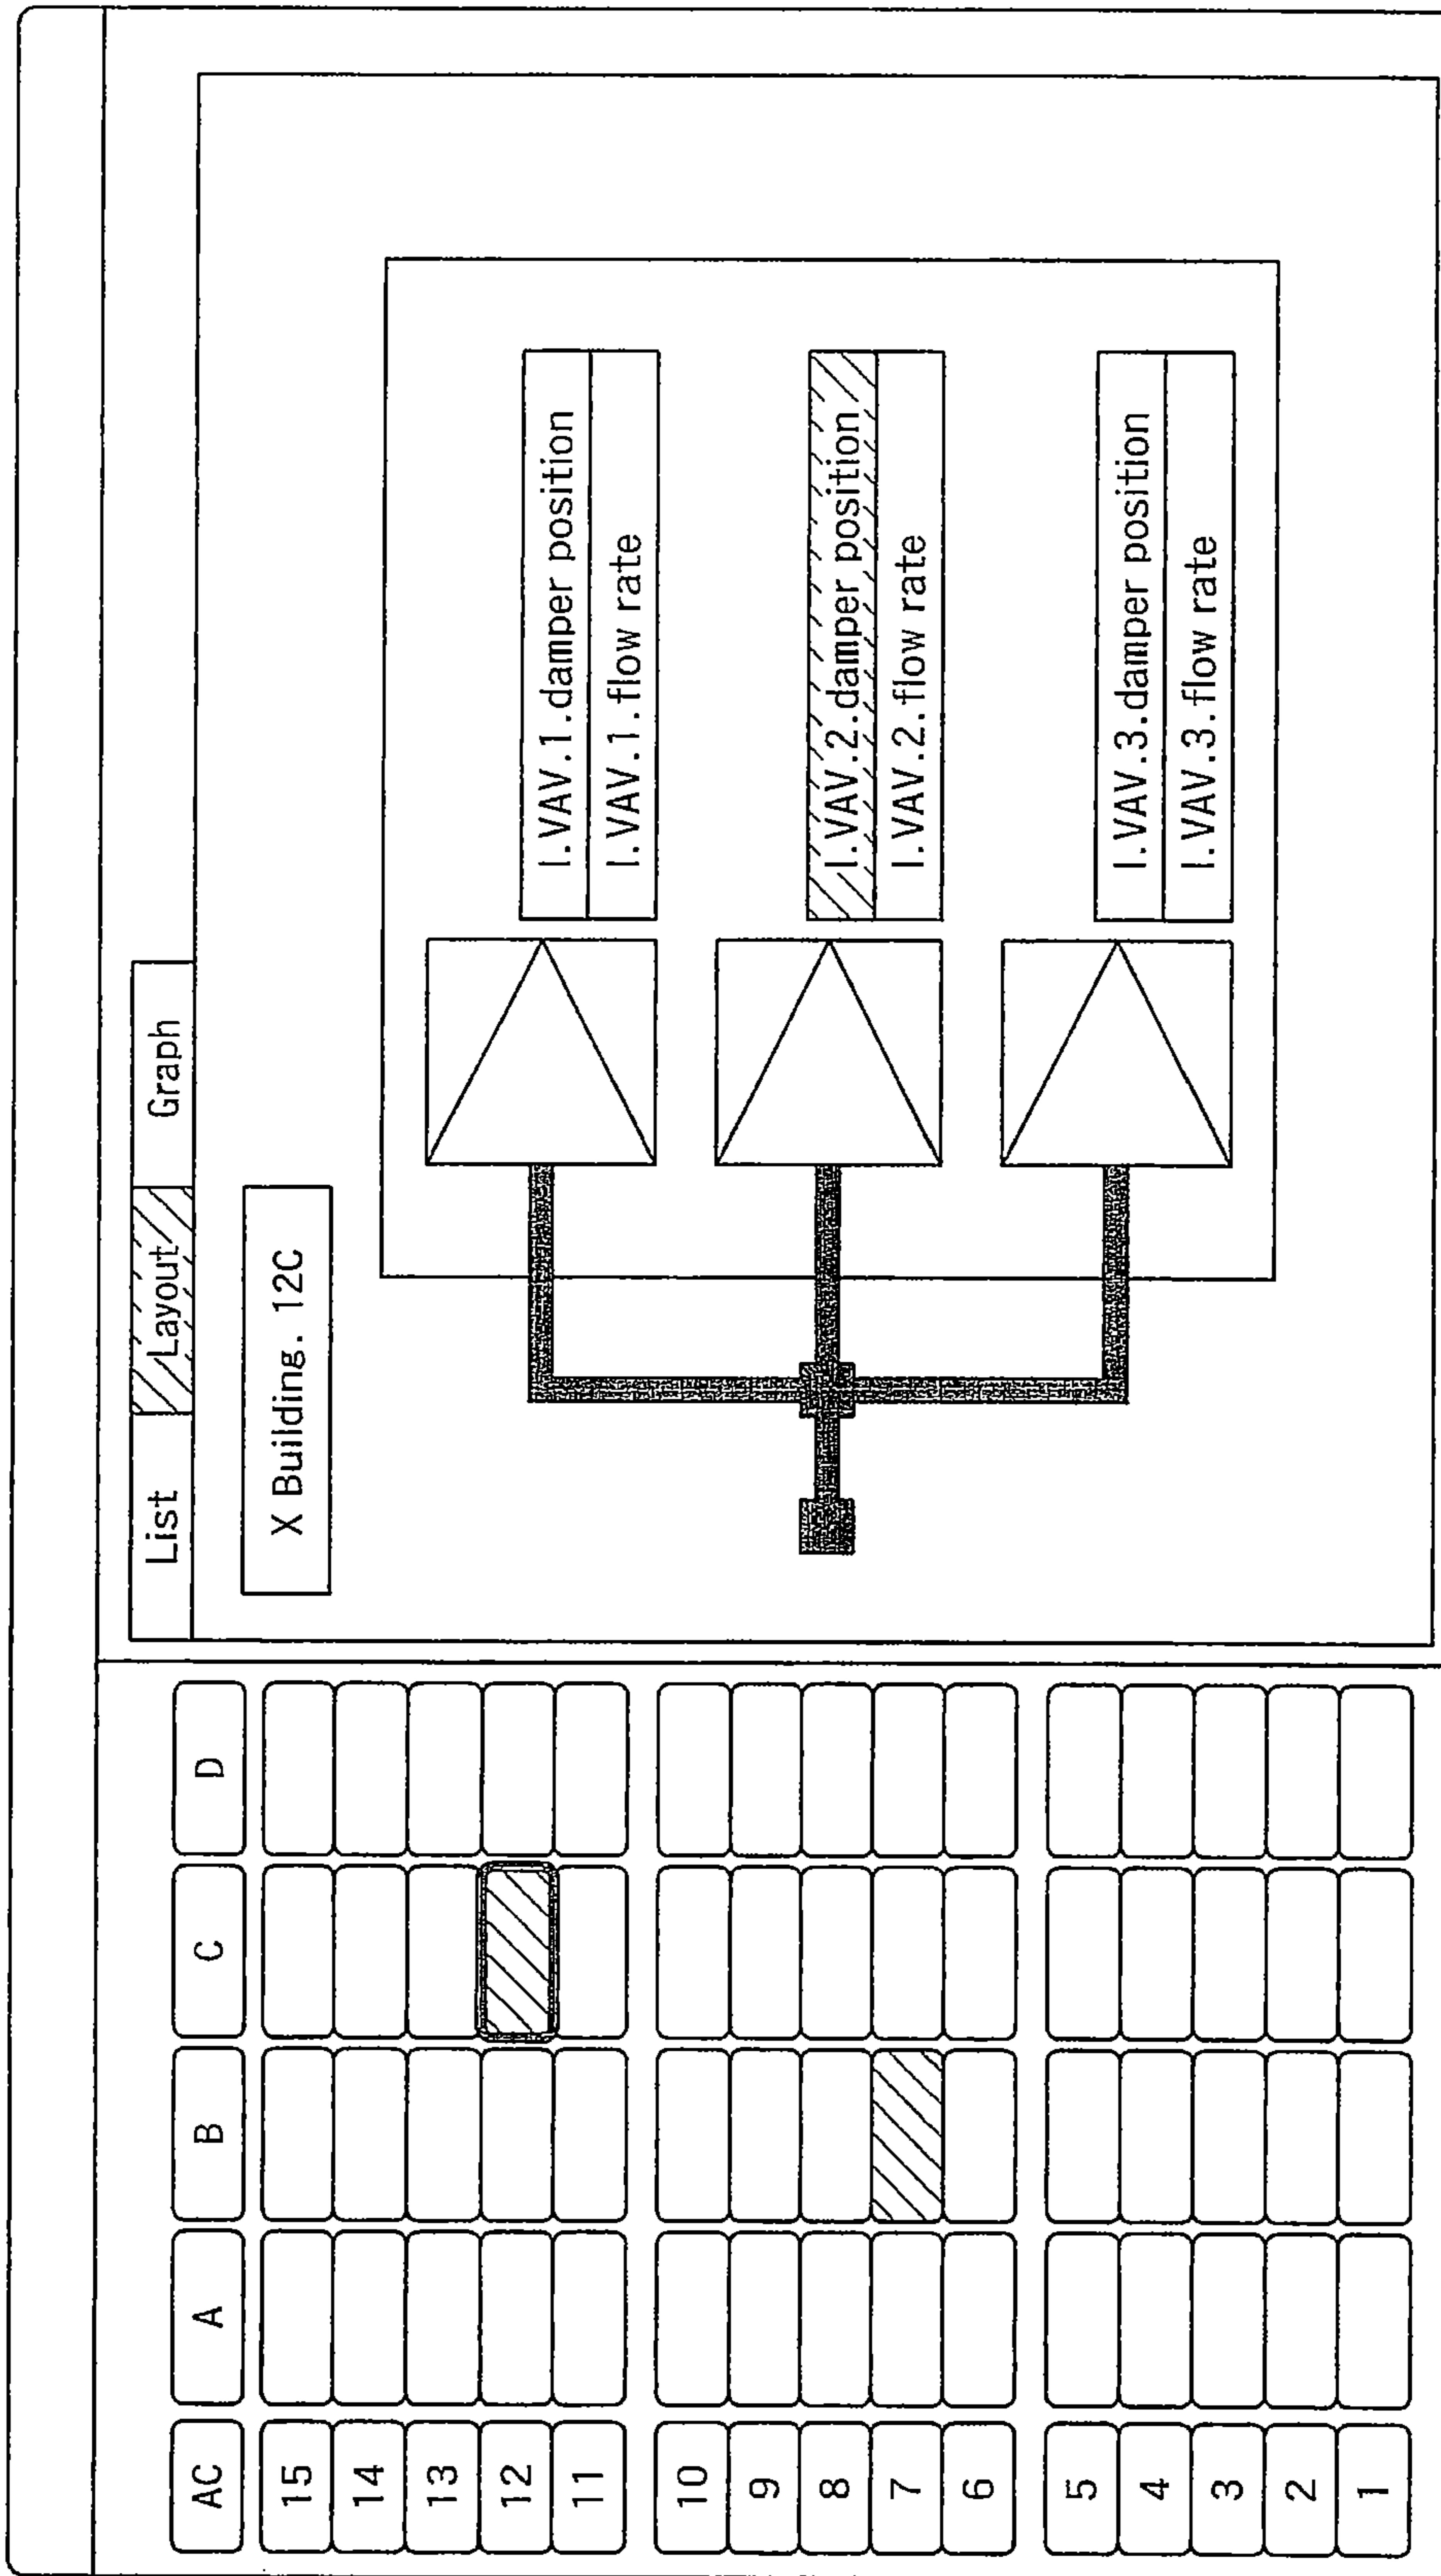 AC A B C D
15
14
13
12
11
10
9
8
7
6
5
4
3
2
1
List Layout Graph
X Building. 12C
I.VAV.1.damper position
I.VAV.1.flow rate
I.VAV.2.damper position
I.VAV.2.flow rate
I.VAV.3.damper position
I.VAV.3.flow rate